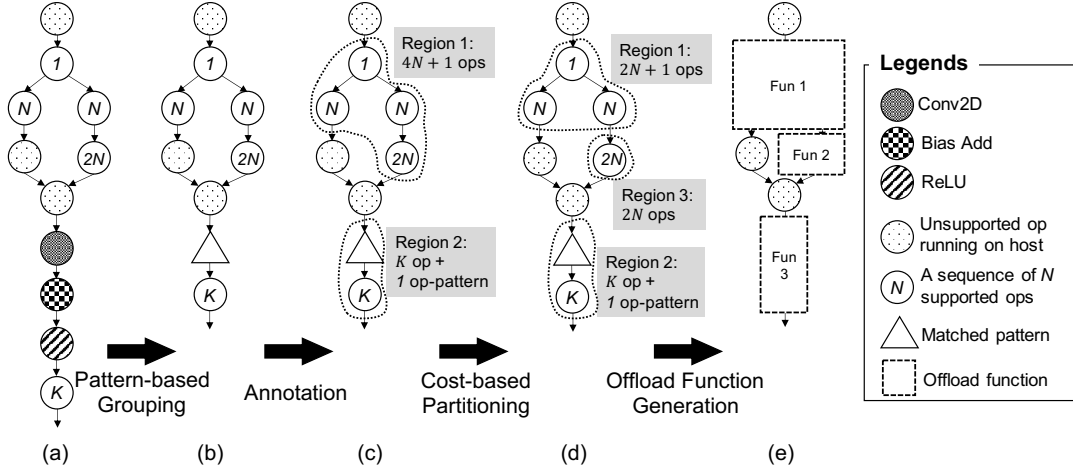 1
N
N
2N
K
Pattern-based
Grouping
(a)
1
N
N
2N
K
Annotation
(b)
Region 1:
4N + 1 ops
1
N
N
2N
Region 2:
K op +
1 op-pattern
K
Cost-based
Partitioning
(c)
Region 1:
2N + 1 ops
1
N
N
2N
Region 3:
2N ops
Region 2:
K op +
1 op-pattern
K
Offload Function
Generation
(d)
Fun 1
Fun 2
Fun
3
(e)
Legends
Conv2D
Bias Add
ReLU
Unsupported op
running on host
N
A sequence of N
supported ops
Matched pattern
Offload function